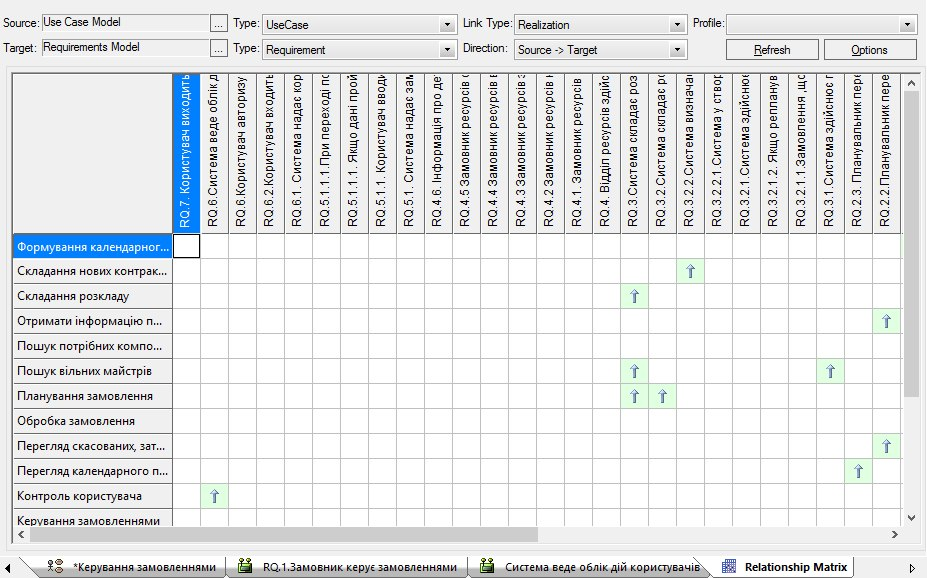 Source: Use Case Model ... Type: UseCase Link Type: Realization Profile:
Target: Requirements Model ... Type: Requirement Direction: Source -> Target Refresh Options
RQ.7. Користувач виходить
RQ.6.Система веде облік д
RQ.6.Користувач авторизу
RQ.6.2.Користувач входить
RQ.6.1. Система надає кор
RQ.5.1.1.1.При переході по
RQ.5.1.1.1. Якщо дані прой
RQ.5.1.1. Користувач вводи
RQ.5.1. Система надає зам
RQ.4.6. Інформація про де
RQ.4.5 Замовник ресурсів
RQ.4.4 Замовник ресурсів
RQ.4.3 Замовник ресурсів
RQ.4.2 Замовник ресурсів
RQ.4.1. Замовник ресурсів
RQ.4. Відділ ресурсів здійс
RQ.3.Система складає роз
RQ.3.2.Система складає ро
RQ.3.2.2.Система визнача
RQ.3.2.2.1.Система у створ
RQ.3.2.1. Система здійснює
RQ.3.2.1.2. Якщо репланув
RQ.3.2.1.1.Замовлення ,що
RQ.3.1.Система здійснює г
RQ.2.3. Планувальник пере
RQ.2.2.Планувальник пере
Формування календарног...
Складання нових контрак...
Складання розкладу
Отримати інформацію п...
Пошук потрібних компо...
Пошук вільних майстрів
Планування замовлення
Обробка замовлення
Перегляд скасованих, зат...
Перегляд календарного п...
Контроль користувача
Керування замовленнями
*Керування замовленнями RQ.1.Замовник керує замовленнями Система веде облік дій користувачів Relationship Matrix